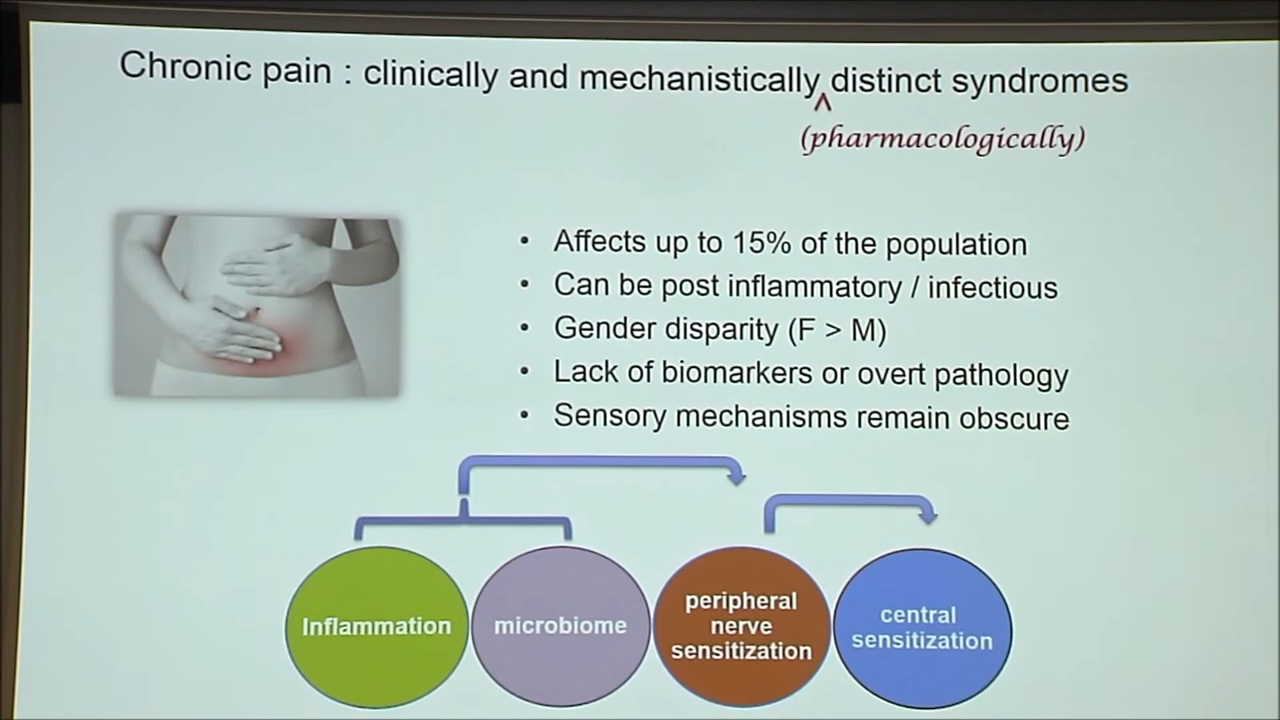 Chronic pain : clinically and mechanistically distinct syndromes
^
(pharmacologically)
• Affects up to 15% of the population
• Can be post inflammatory / infectious
• Gender disparity (F > M)
• Lack of biomarkers or overt pathology
• Sensory mechanisms remain obscure
Inflammation
microbiome
peripheral
nerve
sensitization
central
sensitization